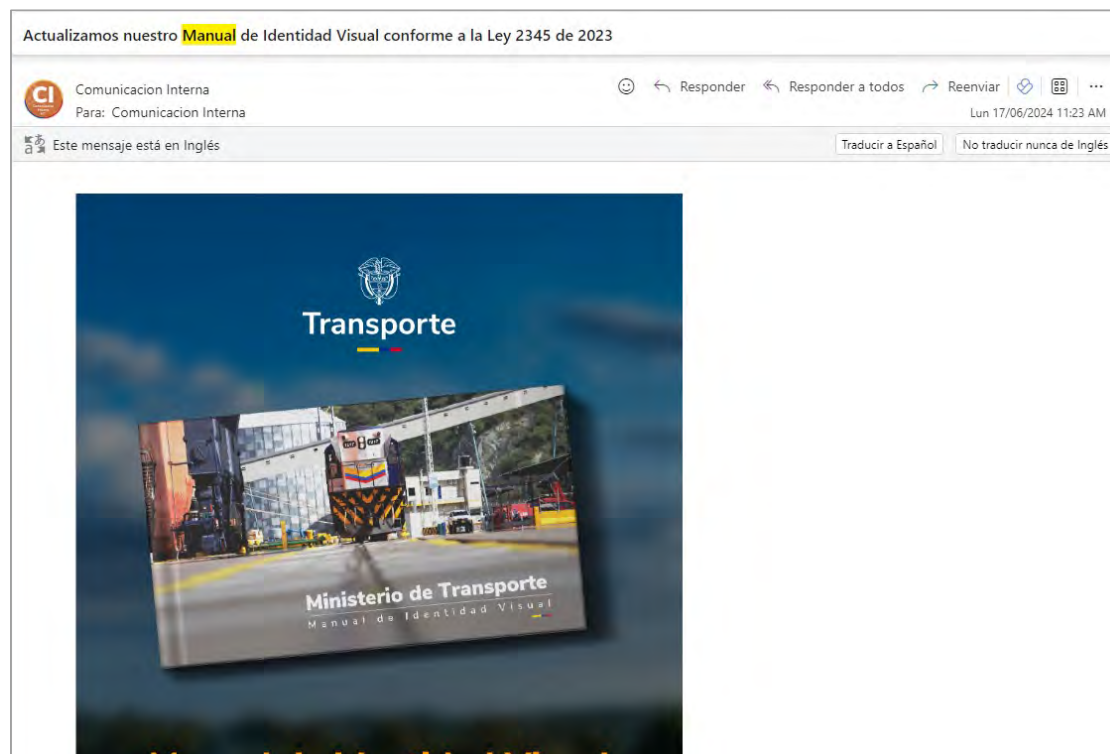 Actualizamos nuestro Manual de Identidad Visual conforme a la Ley 2345 de 2023
CI
Comunicacion Interna
Para: Comunicacion Interna
Responder
Responder a todos
Reenviar
Lun 17/06/2024 11:23 AM
Este mensaje está en Inglés
Traducir a Español
No traducir nunca de Inglés
Transporte
Ministerio de Transporte
Manual de Identidad Visual